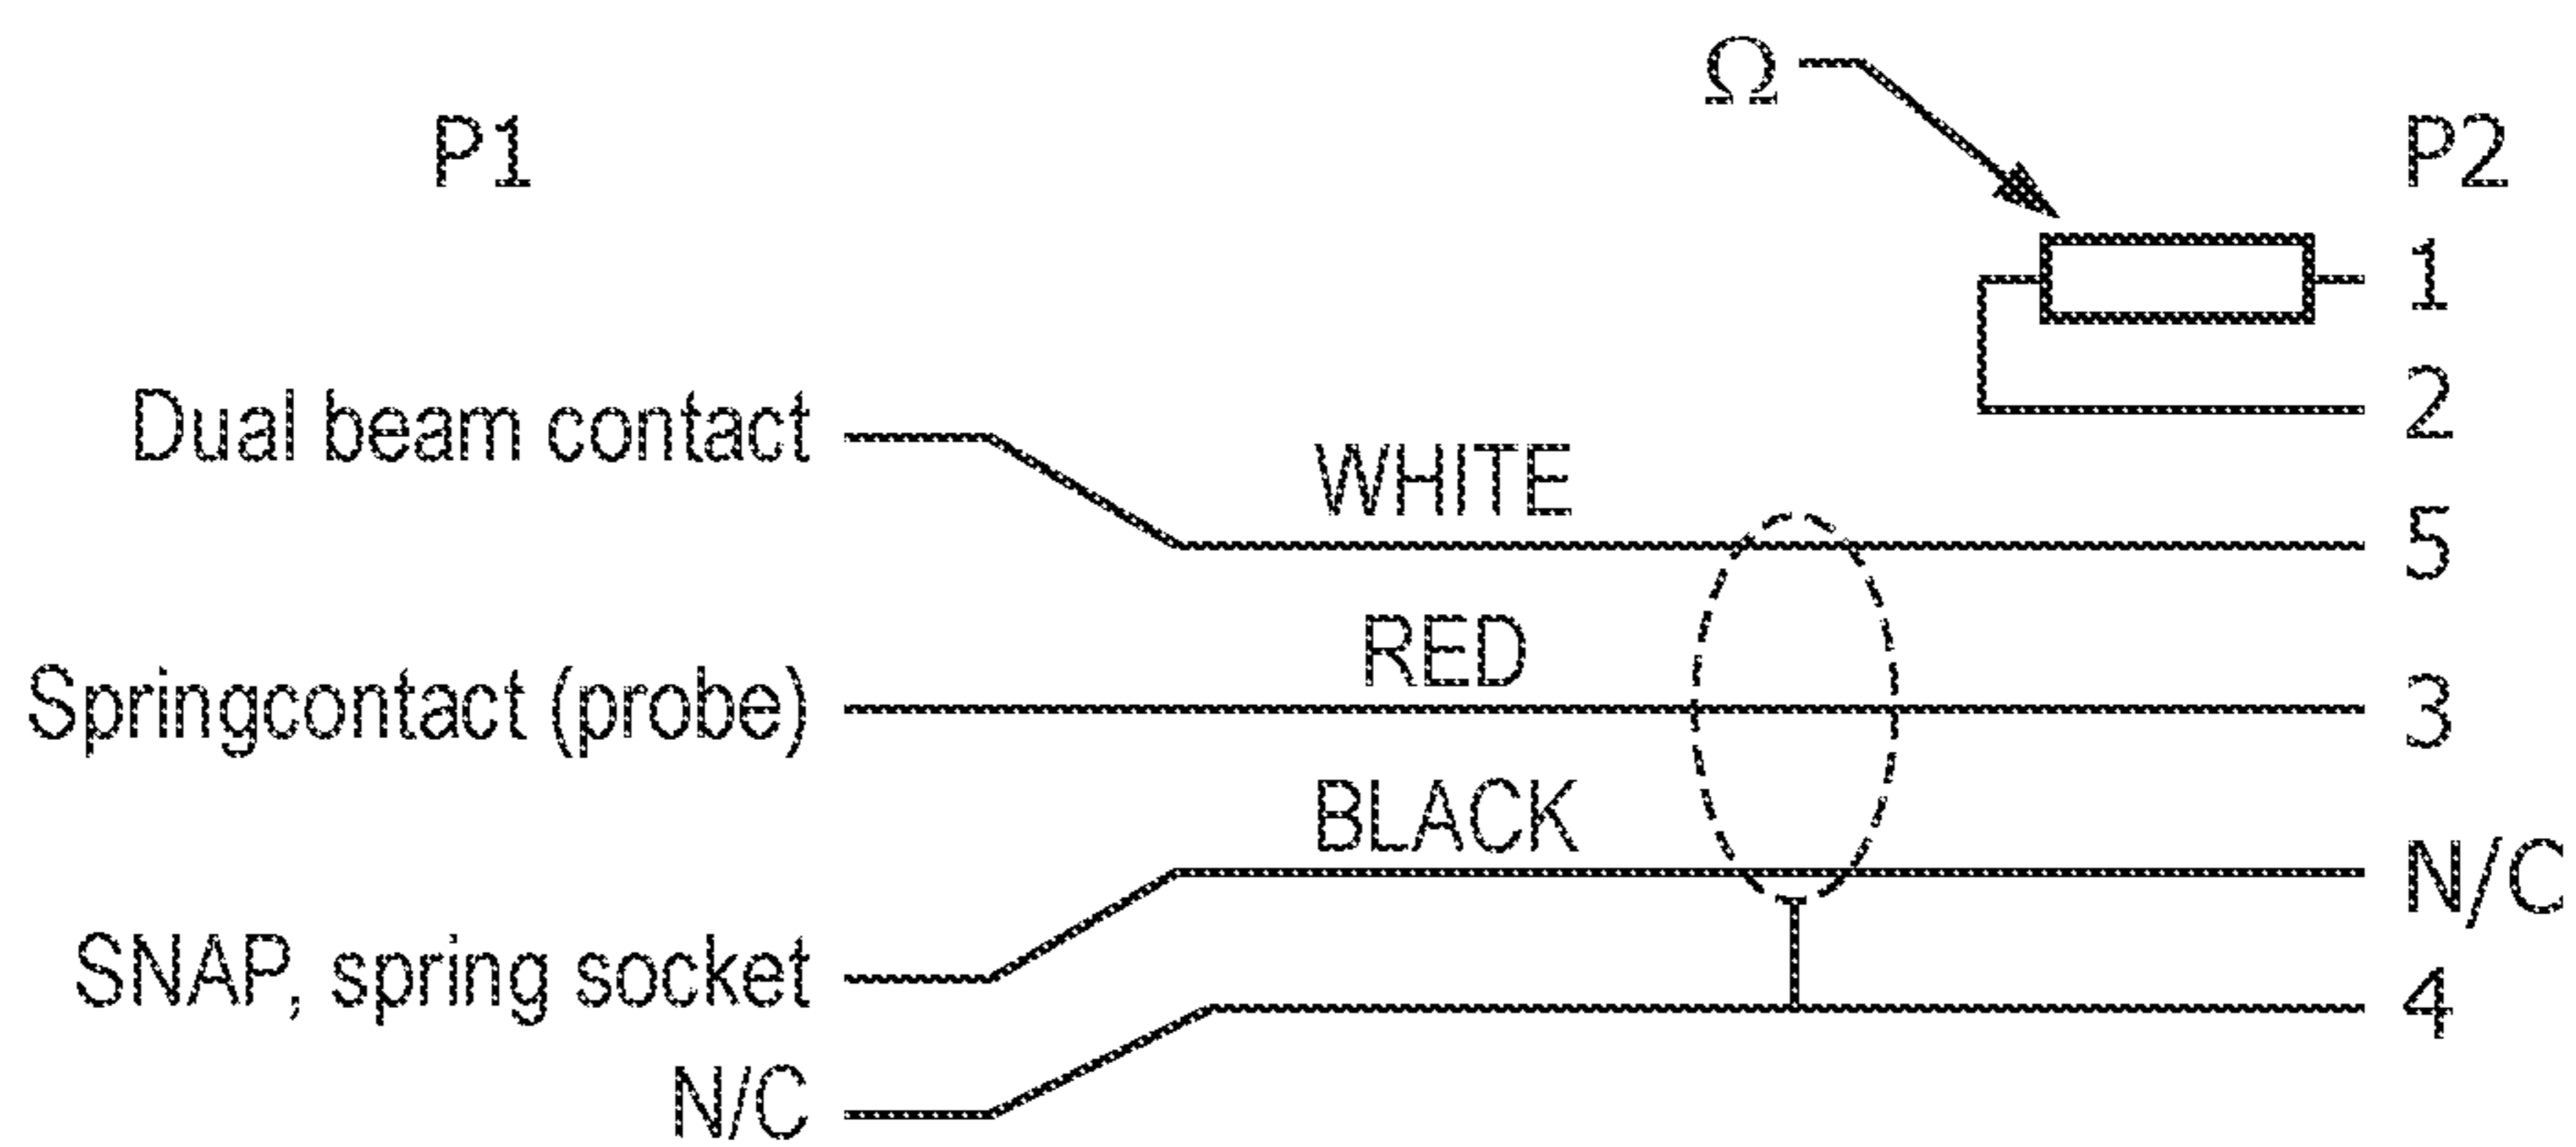 Ω
P1
P2
1
2
Dual beam contact
WHITE
5
RED
Springcontact (probe)
3
BLACK
N/C
SNAP, spring socket
4
N/C